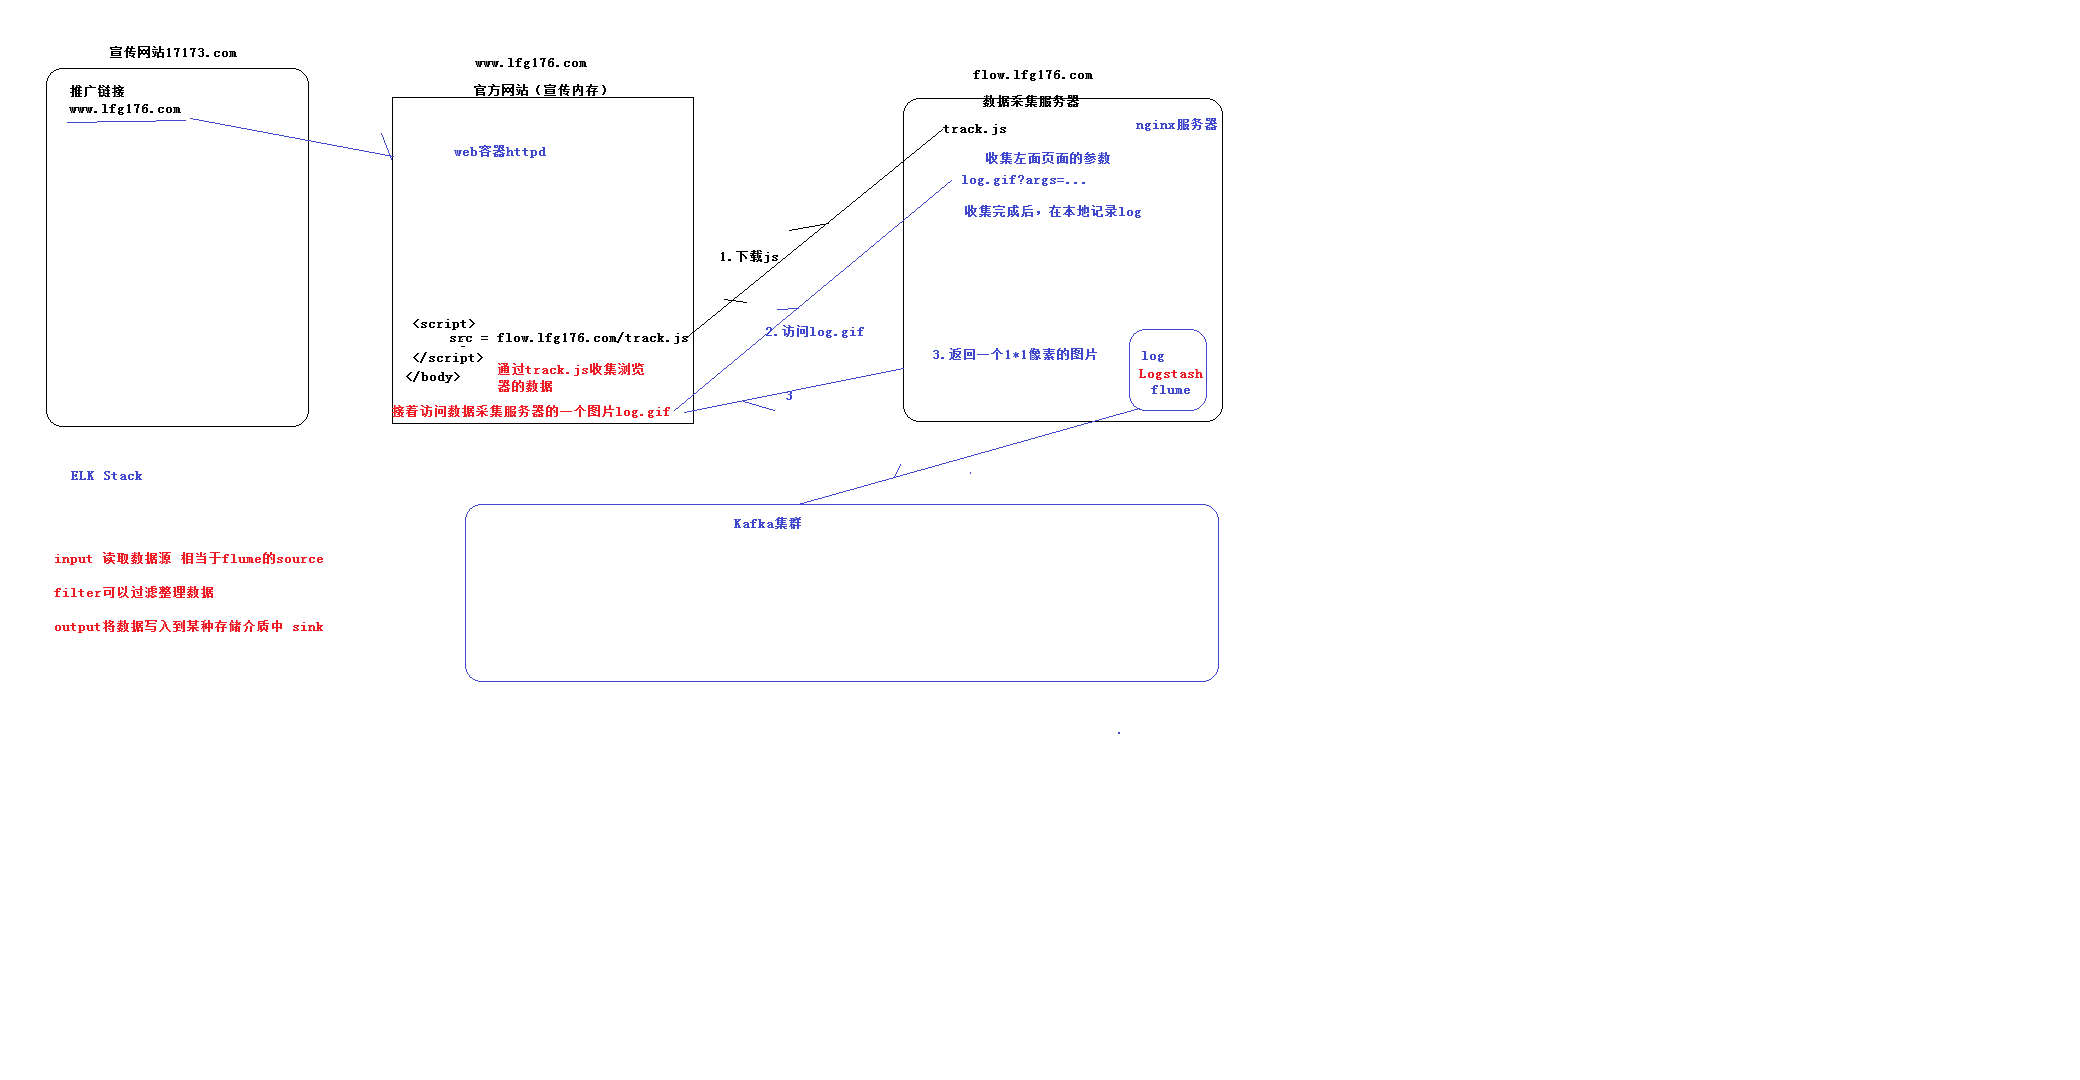 宣传网站17173.com
推广链接
www.lfg176.com
www.lfg176.com
官方网站（宣传内存）
web容器httpd
<script>
src = flow.lfg176.com/track.js
</script>
</body>
通过track.js收集浏览
器的数据
接着访问数据采集服务器的一个图片log.gif
1.下载js
2.访问log.gif
3
flow.lfg176.com
数据采集服务器
track.js
nginx服务器
收集左面页面的参数
log.gif?args=...
收集完成后，在本地记录log
3.返回一个1*1像素的图片
log
Logstash
flume
ELK Stack
input 读取数据源 相当于flume的source
filter可以过滤整理数据
output将数据写入到某种存储介质中 sink
Kafka集群